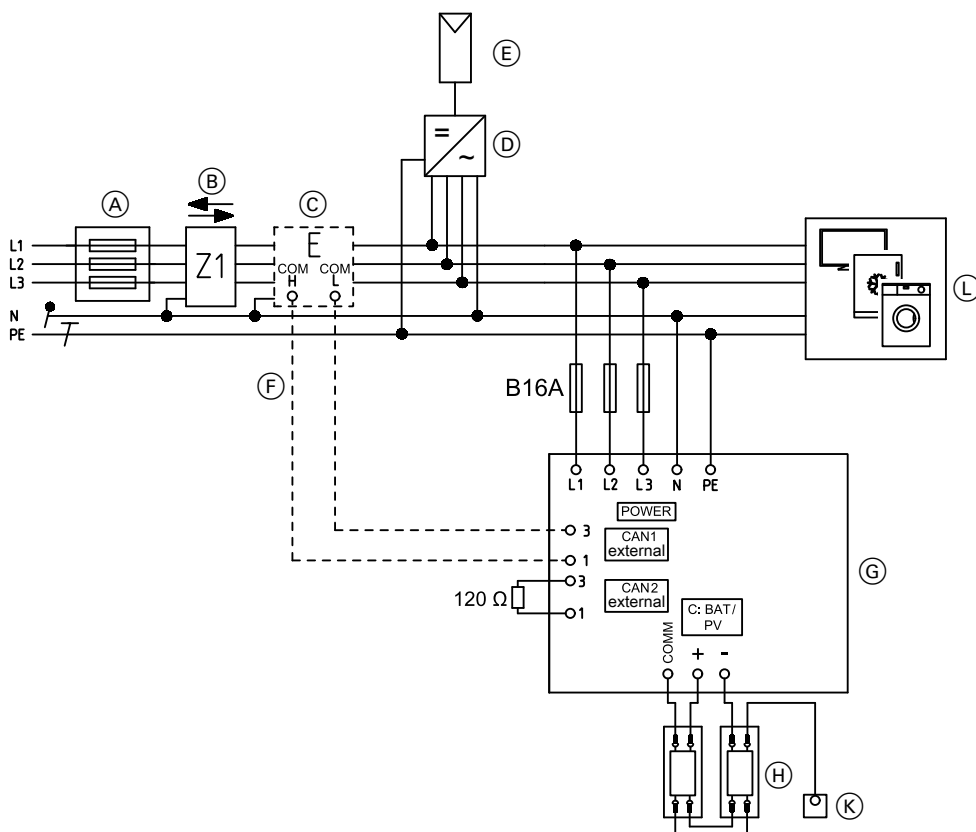 E
D
A
B
C
L1
L2
L3
N
PE
Z1
E
COM
H
COM
L
=
~
L
F
B16A
L1
L2
L3
N
PE
POWER
3
CAN1
external
1
G
3
CAN2
external
120 Ω
1
C: BAT/
PV
COMM
+
-
H
K